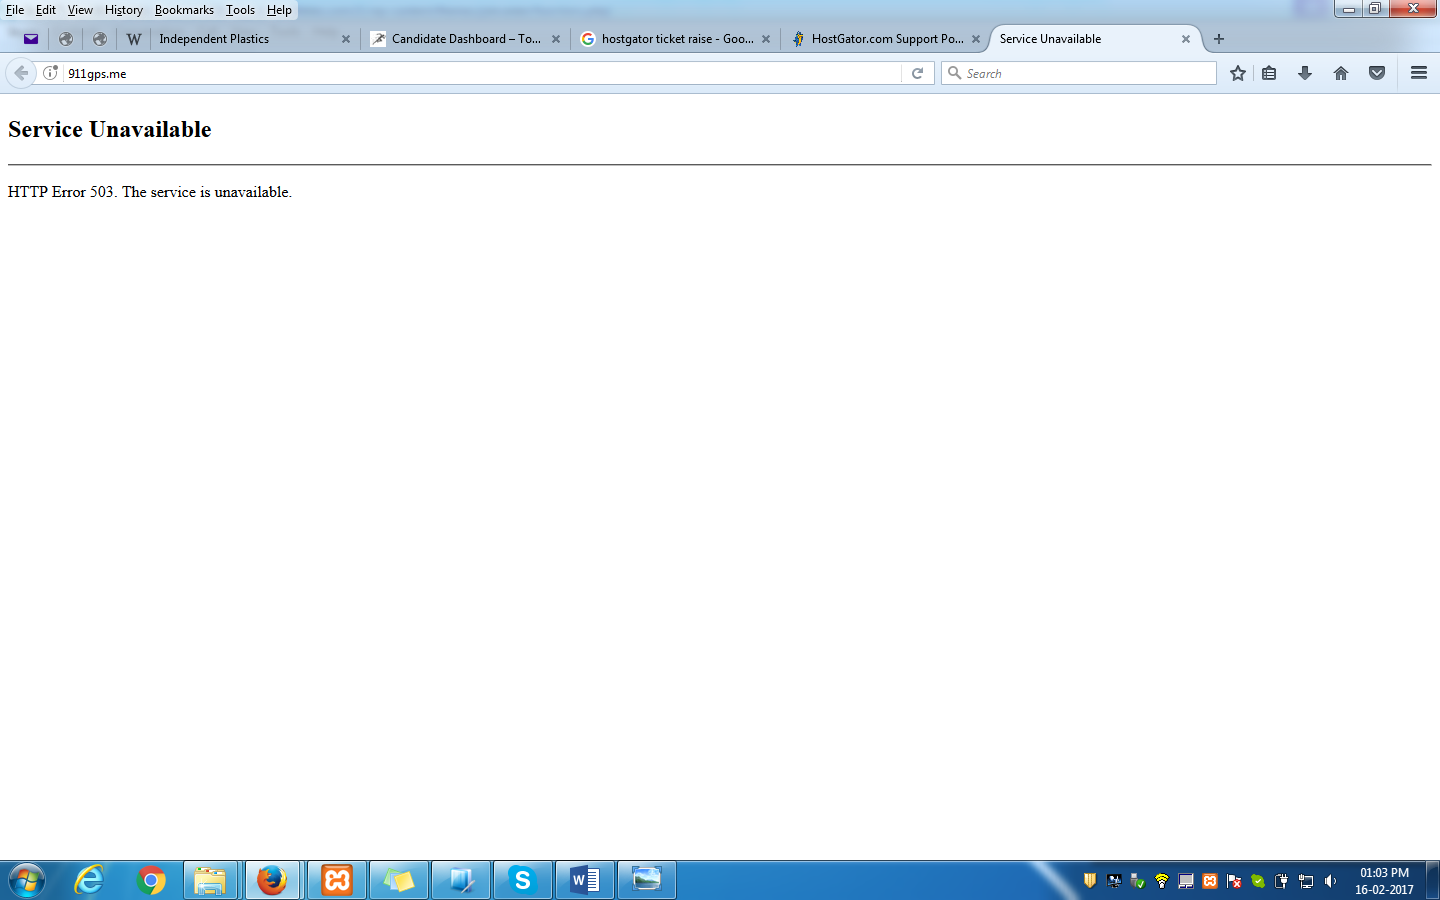 File Edit View History Bookmarks Tools Help
Independent Plastics
Candidate Dashboard – To...
hostgator ticket raise - Goo...
HostGator.com Support Po...
Service Unavailable
911gps.me
Search
Service Unavailable
HTTP Error 503. The service is unavailable.
01:03 PM
16-02-2017